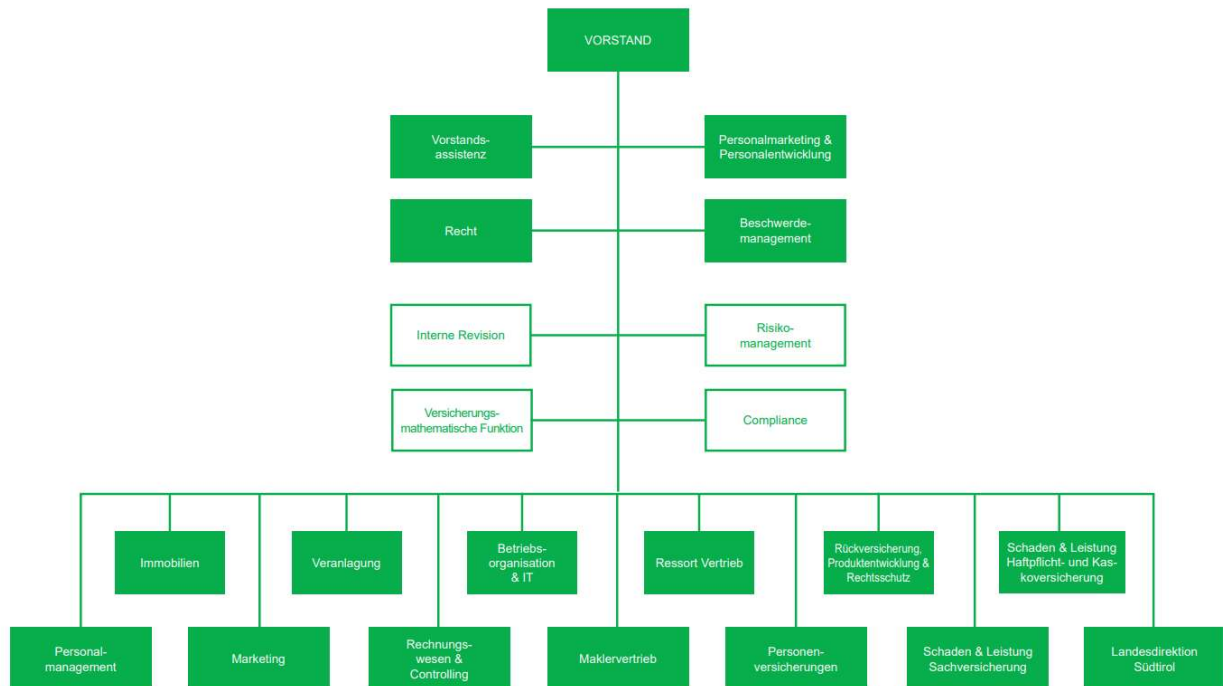 VORSTAND
Vorstands-
assistenz
Personalmarketing &
Personalentwicklung
Recht
Beschwerde-
management
Interne Revision
Risiko-
management
Versicherungs-
mathematische Funktion
Compliance
Immobilien
Veranlagung
Betriebs-
organisation
& IT
Ressort Vertrieb
Rückversicherung,
Produktentwicklung &
Rechtsschutz
Schaden & Leistung
Haftpflicht- und Kas-
koversicherung
Personal-
management
Marketing
Rechnungs-
wesen &
Controlling
Maklervertrieb
Personen-
versicherungen
Schaden & Leistung
Sachversicherung
Landesdirektion
Südtirol